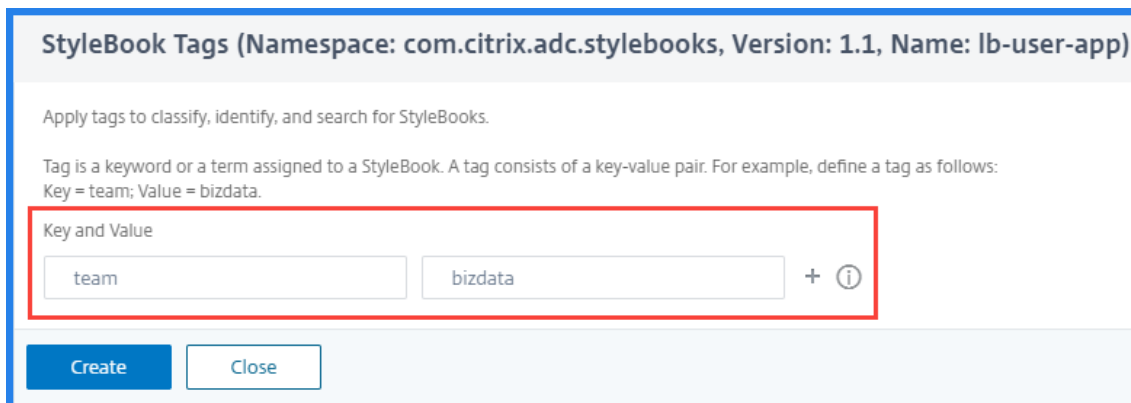 StyleBook Tags (Namespace: com.citrix.adc.stylebooks, Version: 1.1, Name: lb-user-app)
Apply tags to classify, identify, and search for StyleBooks.
Tag is a keyword or a term assigned to a StyleBook. A tag consists of a key-value pair. For example, define a tag as follows:
Key = team; Value = bizdata.
Key and Value
team bizdata + i
Create Close